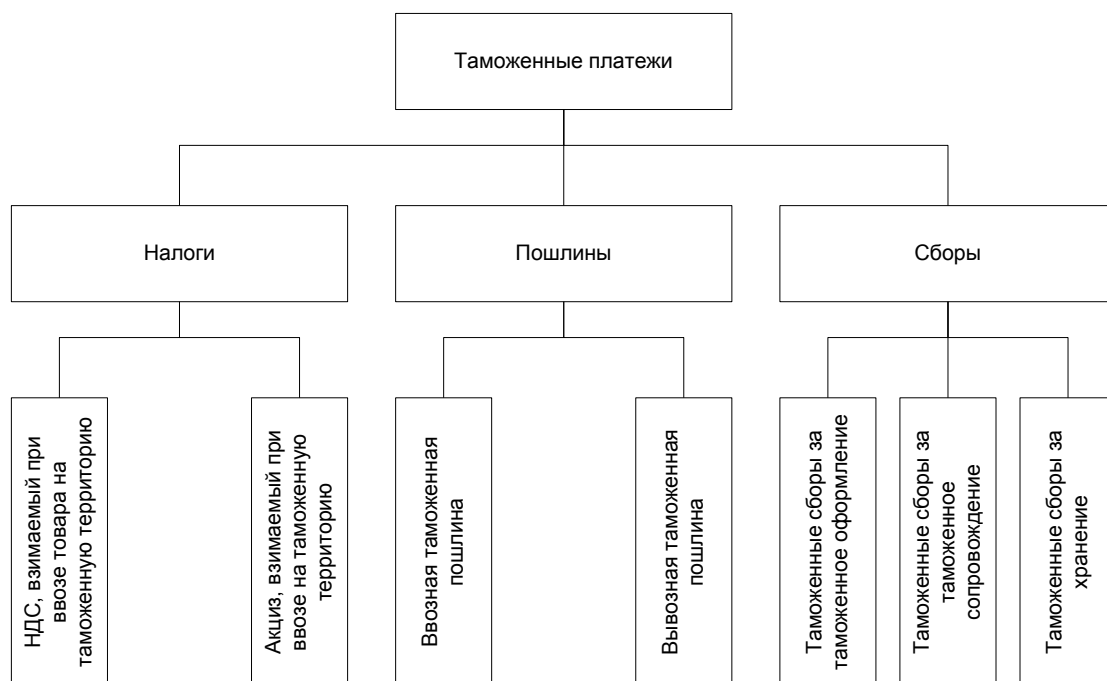 Таможенные платежи
Налоги
Пошлины
Сборы
НДС, взимаемый при
ввозе товара на
таможенную территорию
Акциз, взимаемый при
ввозе на таможенную
территорию
Ввозная таможенная
пошлина
Вывозная таможенная
пошлина
Таможенные сборы за
таможенное оформление
Таможенные сборы за
таможенное
сопровождение
Таможенные сборы за
хранение